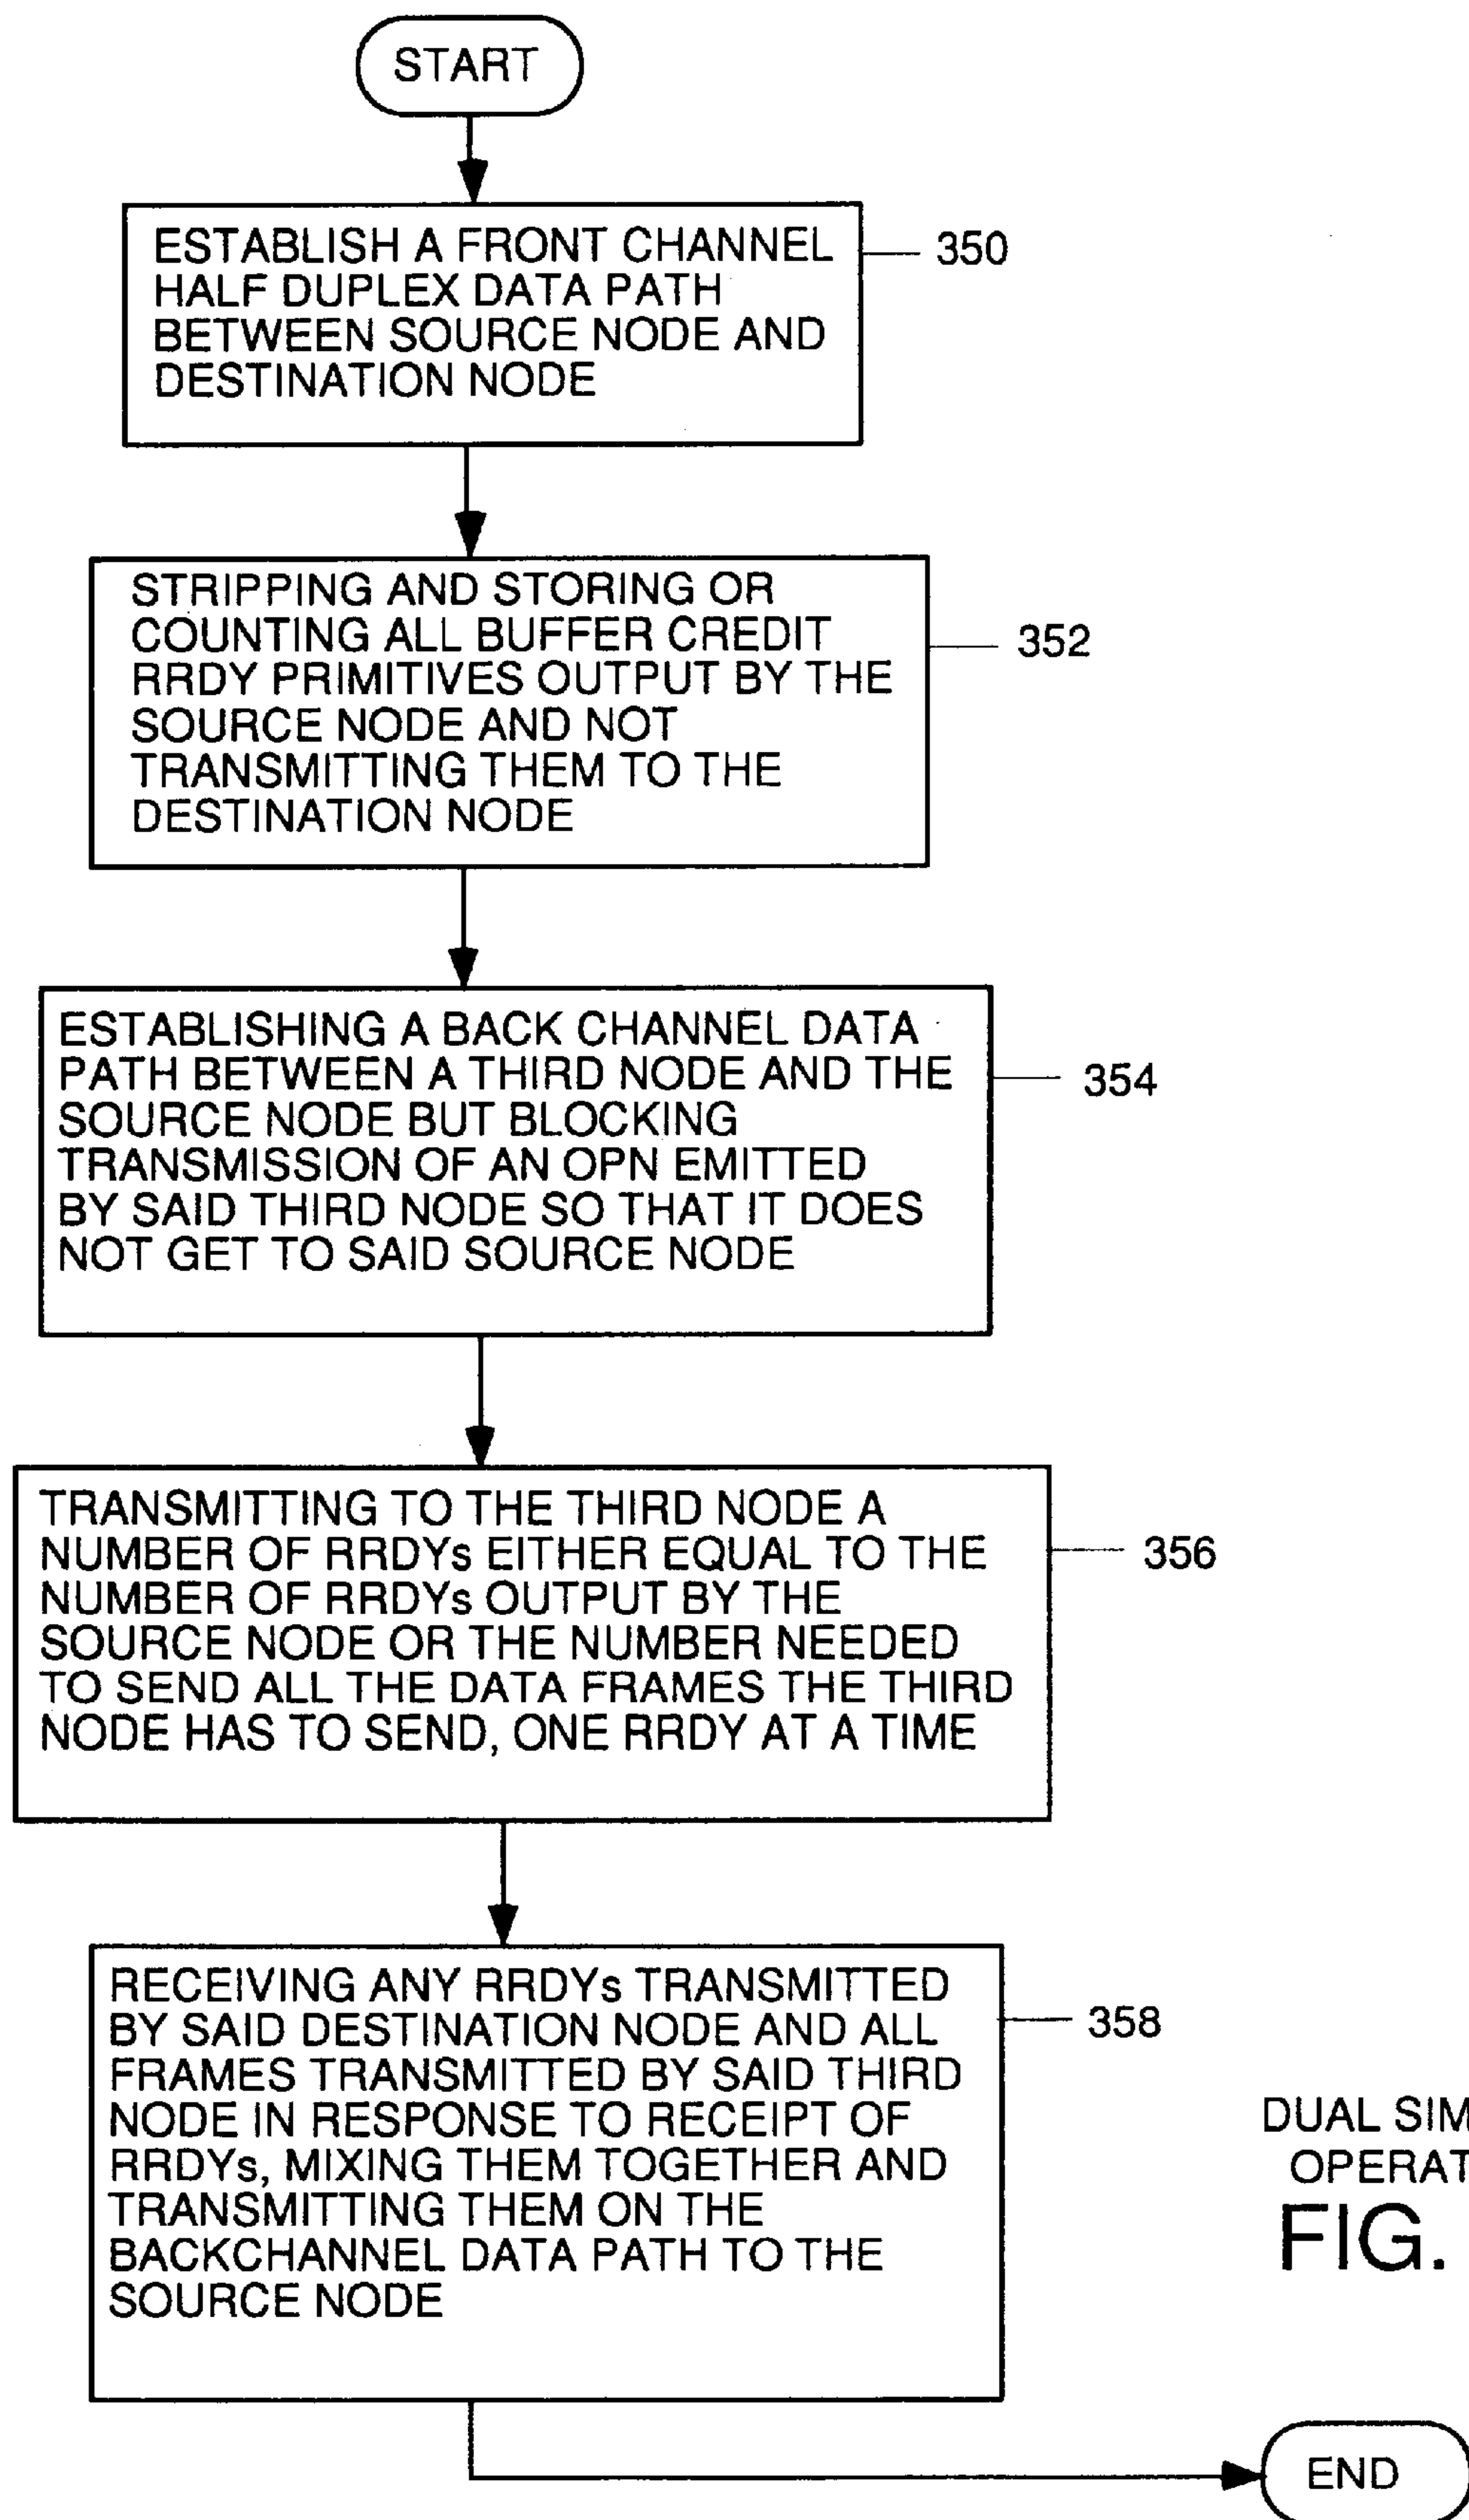 START
ESTABLISH A FRONT CHANNEL
HALF DUPLEX DATA PATH
BETWEEN SOURCE NODE AND
DESTINATION NODE
350
STRIPPING AND STORING OR
COUNTING ALL BUFFER CREDIT
RRDY PRIMITIVES OUTPUT BY THE
SOURCE NODE AND NOT
TRANSMITTING THEM TO THE
DESTINATION NODE
352
ESTABLISHING A BACK CHANNEL DATA
PATH BETWEEN A THIRD NODE AND THE
SOURCE NODE BUT BLOCKING
TRANSMISSION OF AN OPN EMITTED
BY SAID THIRD NODE SO THAT IT DOES
NOT GET TO SAID SOURCE NODE
354
TRANSMITTING TO THE THIRD NODE A
NUMBER OF RRDYs EITHER EQUAL TO THE
NUMBER OF RRDYs OUTPUT BY THE
SOURCE NODE OR THE NUMBER NEEDED
TO SEND ALL THE DATA FRAMES THE THIRD
NODE HAS TO SEND, ONE RRDY AT A TIME
356
RECEIVING ANY RRDYs TRANSMITTED
BY SAID DESTINATION NODE AND ALL
FRAMES TRANSMITTED BY SAID THIRD
NODE IN RESPONSE TO RECEIPT OF
RRDYs, MIXING THEM TOGETHER AND
TRANSMITTING THEM ON THE
BACKCHANNEL DATA PATH TO THE
SOURCE NODE
358
DUAL SIM
OPERAT
FIG.
END